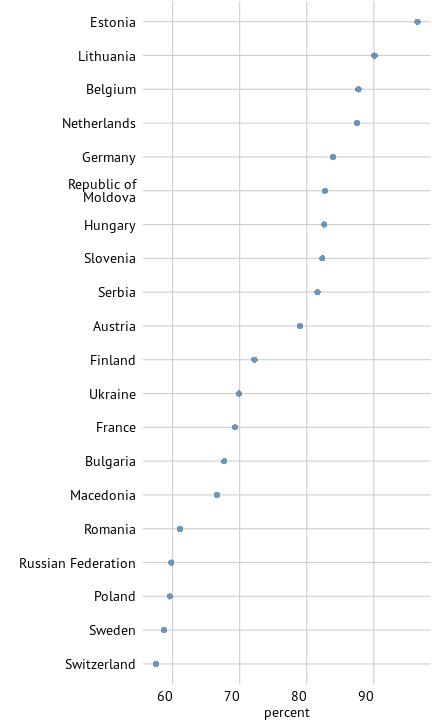 Estonia
Lithuania
Belgium
Netherlands
Germany
Republic of
Moldova
Hungary
Slovenia
Serbia
Austria
Finland
Ukraine
France
Bulgaria
Macedonia
Romania
Russian Federation
Poland
Sweden
Switzerland
60 70 80 90
percent